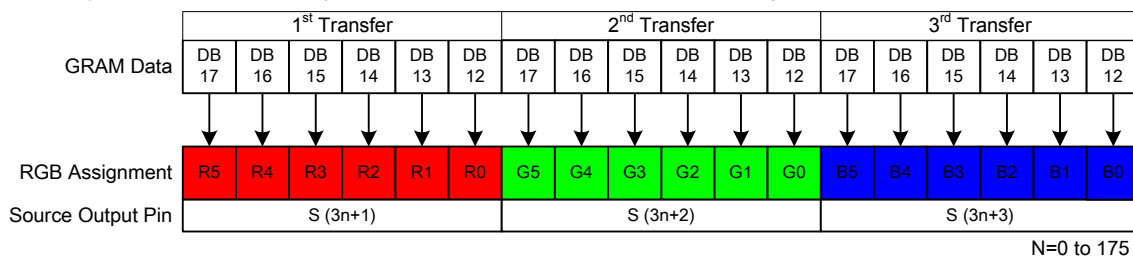 1st Transfer 2nd Transfer 3rd Transfer
GRAM Data DB 17 DB 16 DB 15 DB 14 DB 13 DB 12 DB 17 DB 16 DB 15 DB 14 DB 13 DB 12 DB 17 DB 16 DB 15 DB 14 DB 13 DB 12
RGB Assignment R5 R4 R3 R2 R1 R0 G5 G4 G3 G2 G1 G0 B5 B4 B3 B2 B1 B0
Source Output Pin S (3n+1) S (3n+2) S (3n+3)
N=0 to 175